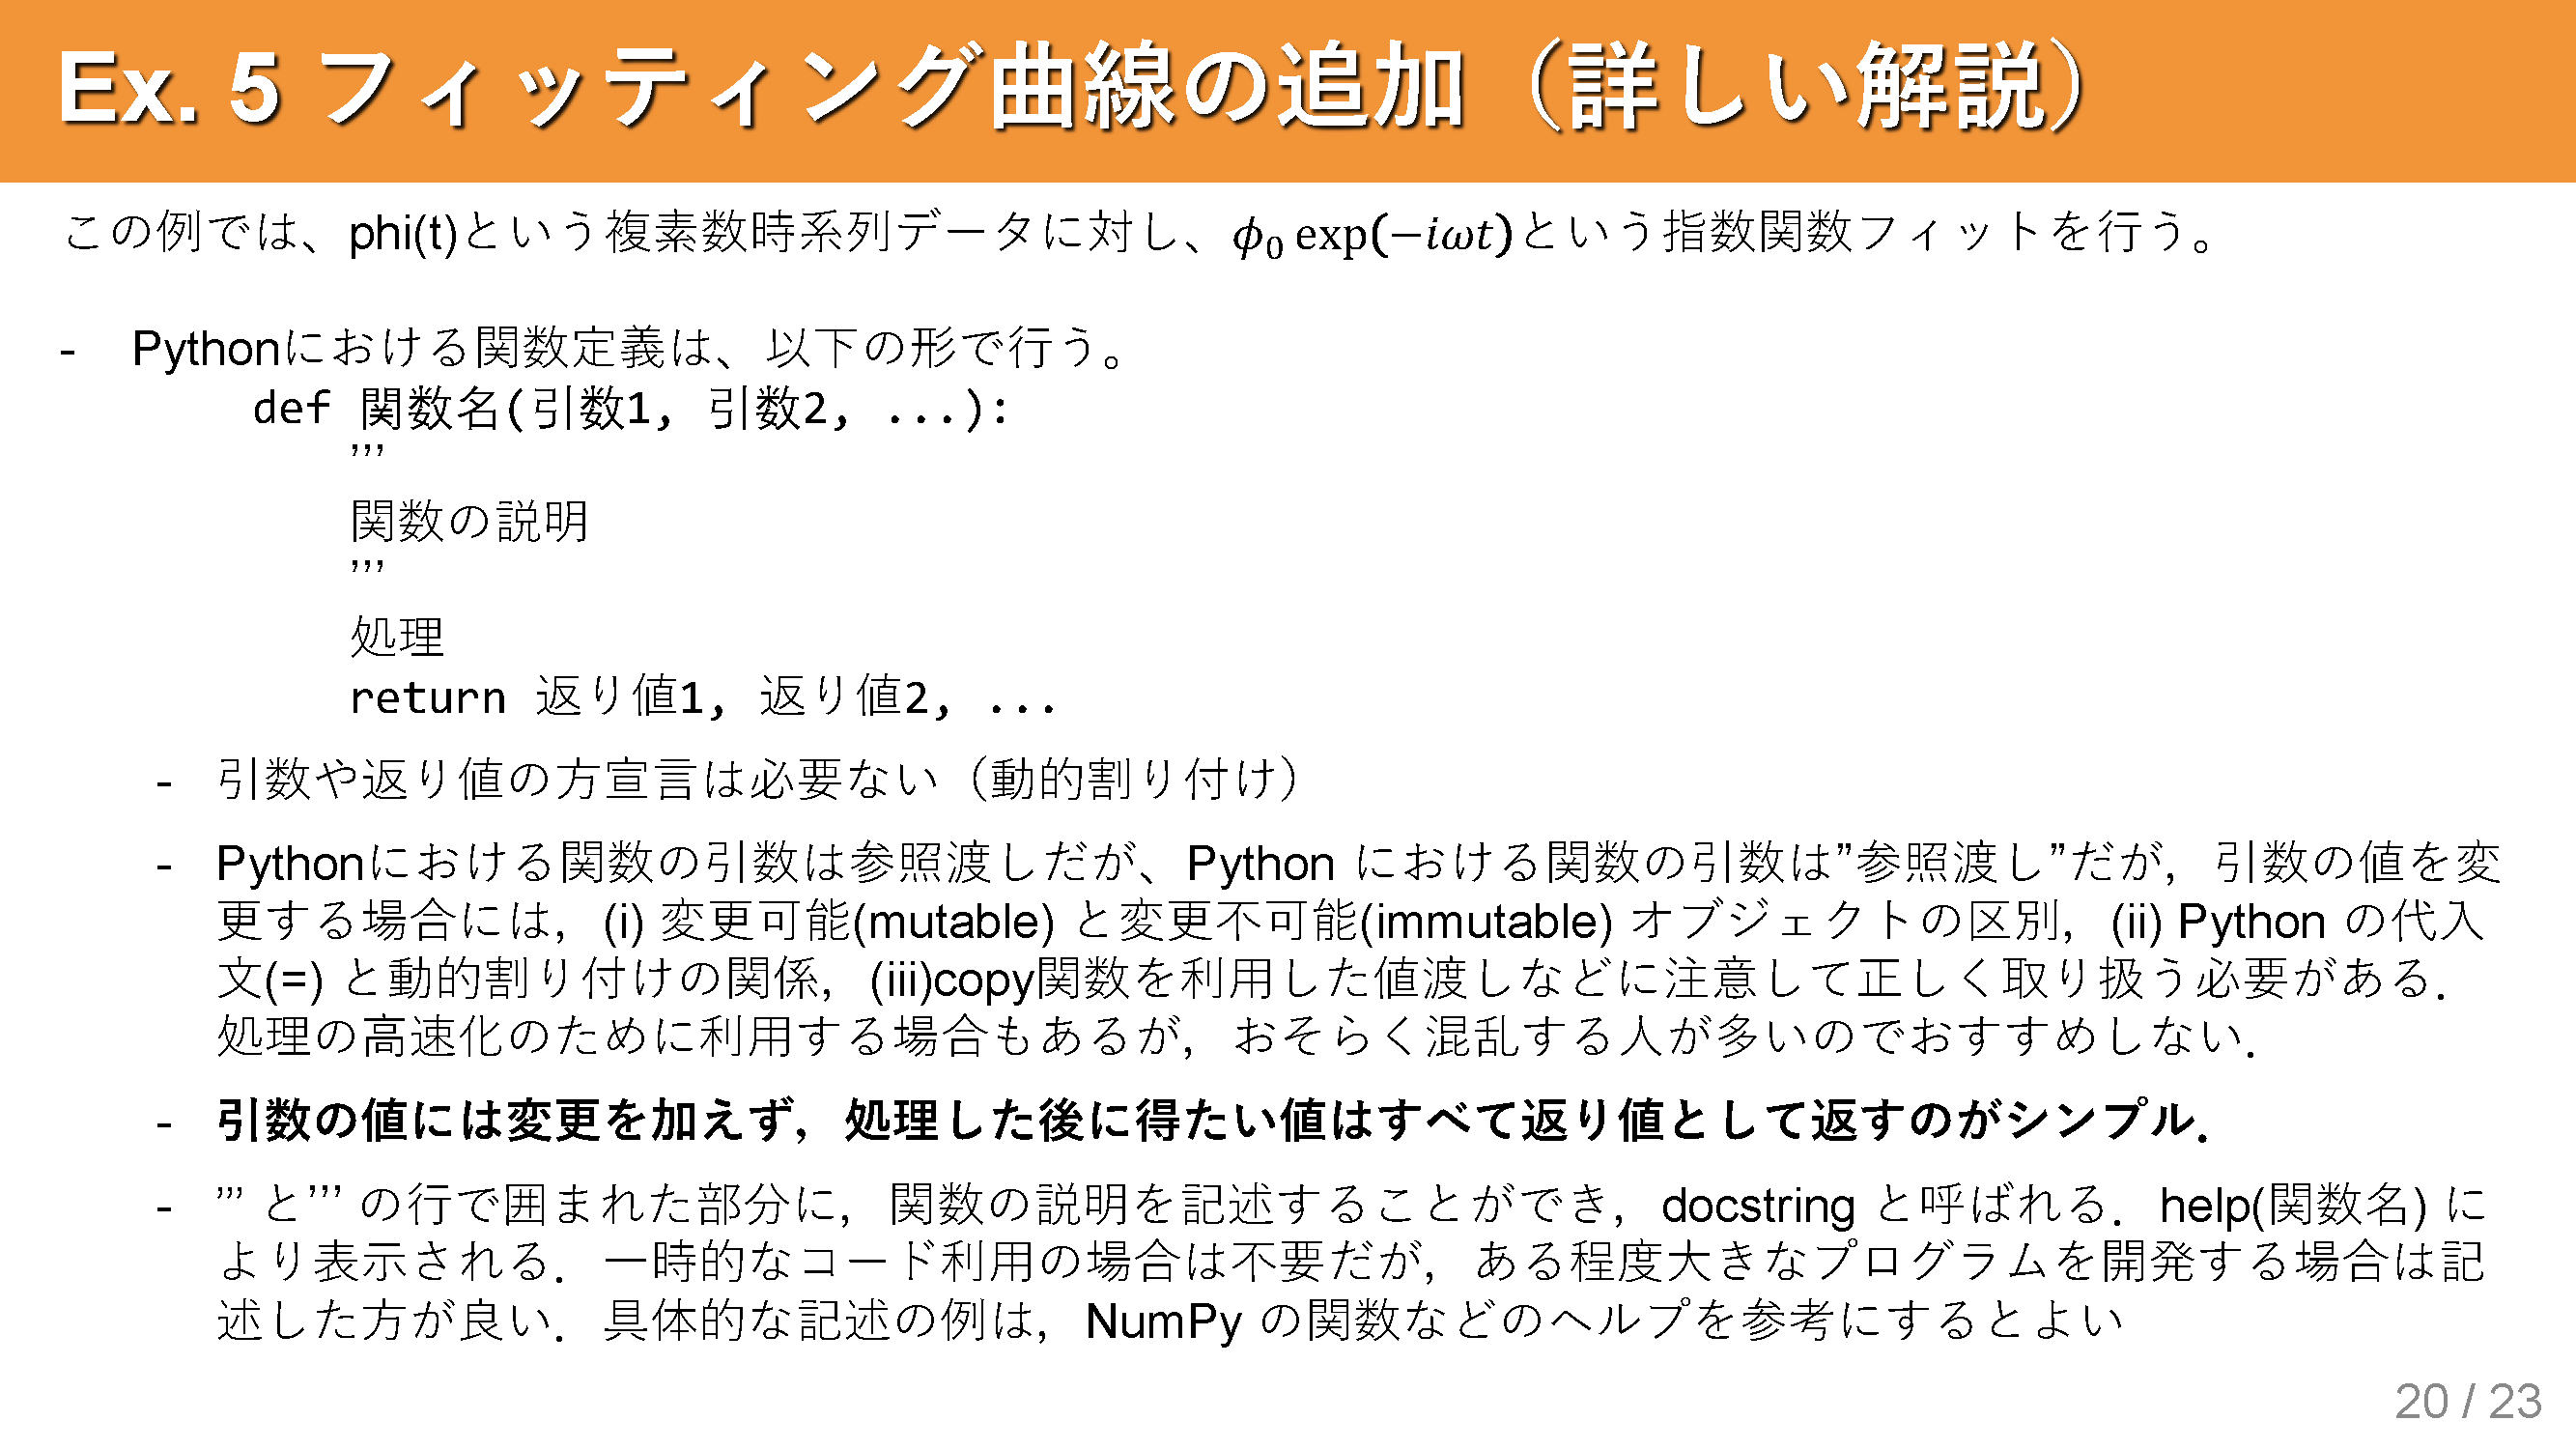 Ex. 5 フィッティング曲線の追加（詳しい解説）
この例では、phi(t)という複素数時系列データに対し、𝜙₀ exp(−𝑖𝜔𝑡)という指数関数フィットを行う。
- Pythonにおける関数定義は、以下の形で行う。
def 関数名(引数1, 引数2, ...):
’’’
関数の説明
’’’
処理
return 返り値1, 返り値2, ...
- 引数や返り値の方宣言は必要ない（動的割り付け）
- Pythonにおける関数の引数は参照渡しだが、Python における関数の引数は”参照渡し”だが，引数の値を変
更する場合には，(i) 変更可能(mutable) と変更不可能(immutable) オブジェクトの区別，(ii) Python の代入
文(=) と動的割り付けの関係，(iii)copy関数を利用した値渡しなどに注意して正しく取り扱う必要がある．
処理の高速化のために利用する場合もあるが，おそらく混乱する人が多いのでおすすめしない．
- 引数の値には変更を加えず，処理した後に得たい値はすべて返り値として返すのがシンプル．
- ’’’ と’’’ の行で囲まれた部分に，関数の説明を記述することができ，docstring と呼ばれる．help(関数名) に
より表示される．一時的なコード利用の場合は不要だが，ある程度大きなプログラムを開発する場合は記
述した方が良い．具体的な記述の例は，NumPy の関数などのヘルプを参考にするとよい
20 / 23